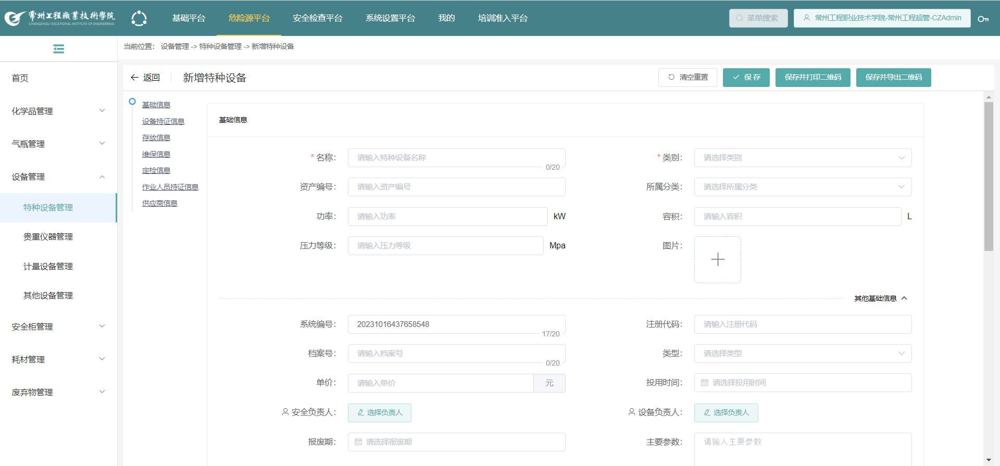 常州工程職業技術學院
CHANGZHOU VOCATIONAL INSTITUTE OF ENGINEERING
基础平台
危险源平台
安全检查平台
系统设置平台
我的
培训准入平台
菜单搜索
常州工程职业技术学院-常州工程超管-CZAdmin
当前位置： 设备管理 -> 特种设备管理 -> 新增特种设备
首页
化学品管理
气瓶管理
设备管理
特种设备管理
贵重仪器管理
计量设备管理
其他设备管理
安全柜管理
耗材管理
废弃物管理
返回
新增特种设备
清空重置
保 存
保存并打印二维码
保存并导出二维码
基础信息
设备持证信息
存放信息
维保信息
定检信息
作业人员持证信息
供应商信息
基础信息
* 名称： 请输入特种设备名称 0/20
* 类别： 请选择类别
资产编号： 请输入资产编号
所属分类： 请选择所属分类
功率： 请输入功率 kW
容积： 请输入容积 L
压力等级： 请输入压力等级 Mpa
图片：
其他基础信息
系统编号： 20231016437658548 17/20
注册代码： 请输入注册代码
档案号： 请输入档案号 0/20
类型： 请选择类型
单价： 请输入单价 元
投用时间： 请选择投用时间
安全负责人： 选择负责人
设备负责人： 选择负责人
报废期： 请选择报废期
主要参数： 请输入主要参数